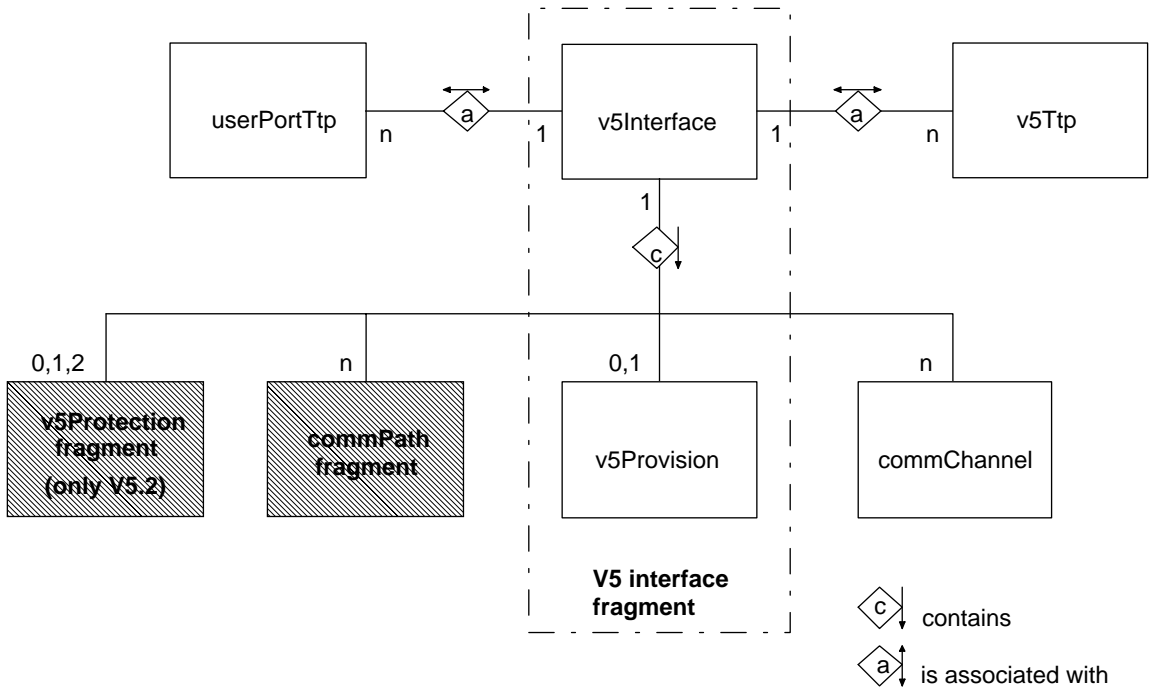 userPortTtp
n
a
1
v5Interface
1
a
n
v5Ttp
1
c
0,1,2
n
0,1
n
v5Protection
fragment
(only V5.2)
commPath
fragment
v5Provision
commChannel
V5 interface
fragment
c contains
a is associated with